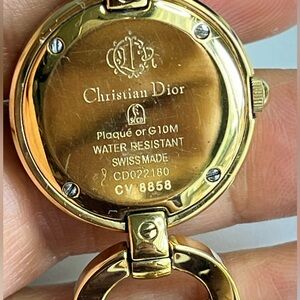 Christian Dior
Plaqué or G10M
WATER RESISTANT
SWISS MADE
CD022180
CV 8858